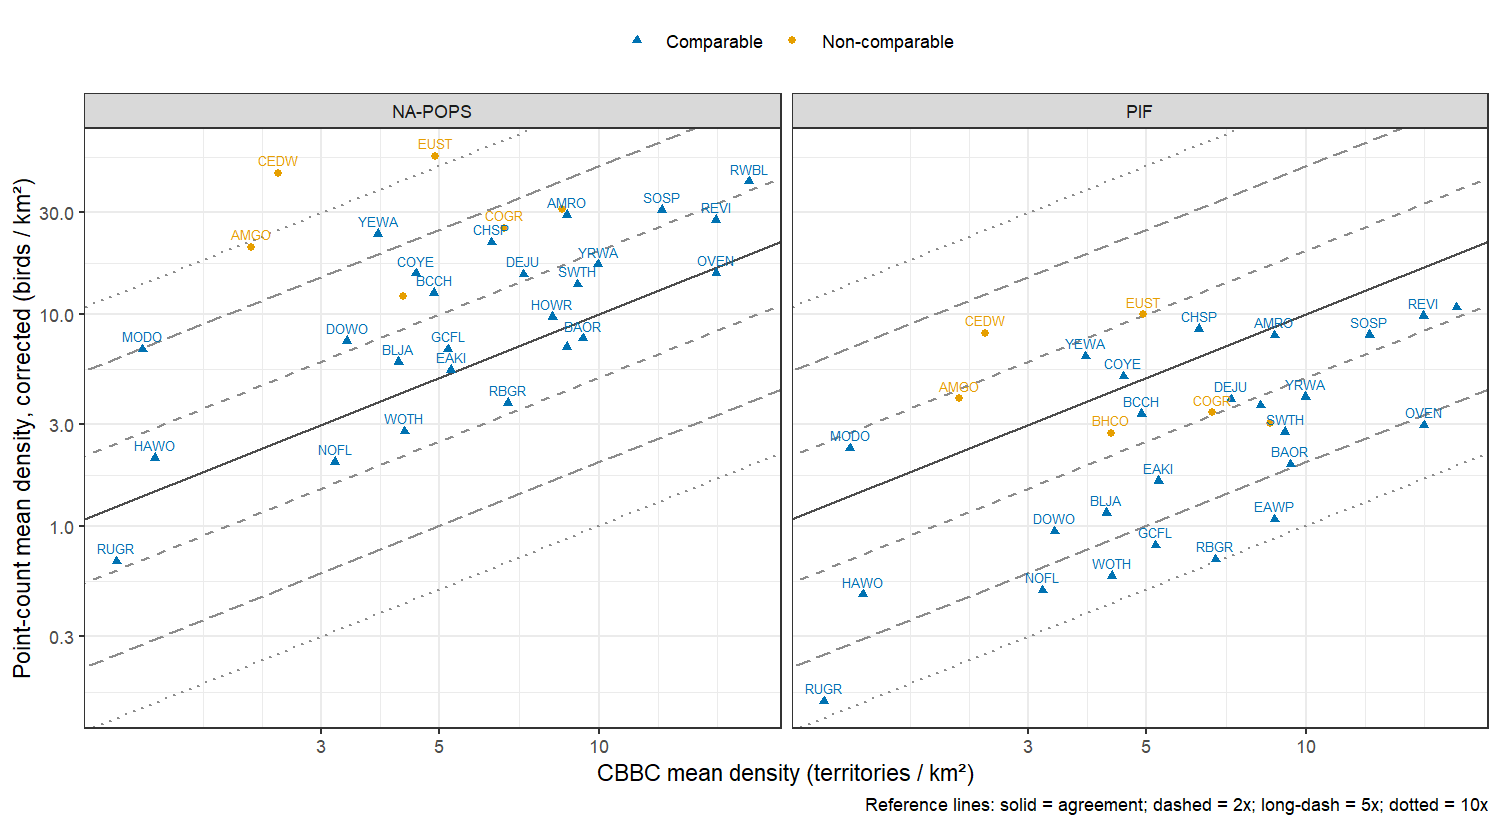 Comparable Non-comparable
NA-POPS
PIF
Point-count mean density, corrected (birds / km²)
30.0
10.0
3.0
1.0
0.3
CEDW
EUST
AMGO
YEWA
COGR
AMRO
CHSP
SOSP
RWBL
REVI
COYE
BCCH
DEJU
YRWA
SWTH
OVEN
HOWR
BAOR
MODO
DOWO
BLJA
GCFL
EAKI
RBGR
WOTH
HAWO
NOFL
RUGR
EUST
CEDW
CHSP
AMRO
SOSP
REVI
YEWA
COYE
AMGO
BCCH
DEJU
COGR
YRWA
BHCO
SWTH
OVEN
MODO
BAOR
EAKI
BLJA
DOWO
EAWP
GCFL
RBGR
WOTH
NOFL
HAWO
RUGR
3 5 10
3 5 10
CBBC mean density (territories / km²)
Reference lines: solid = agreement; dashed = 2x; long-dash = 5x; dotted = 10x